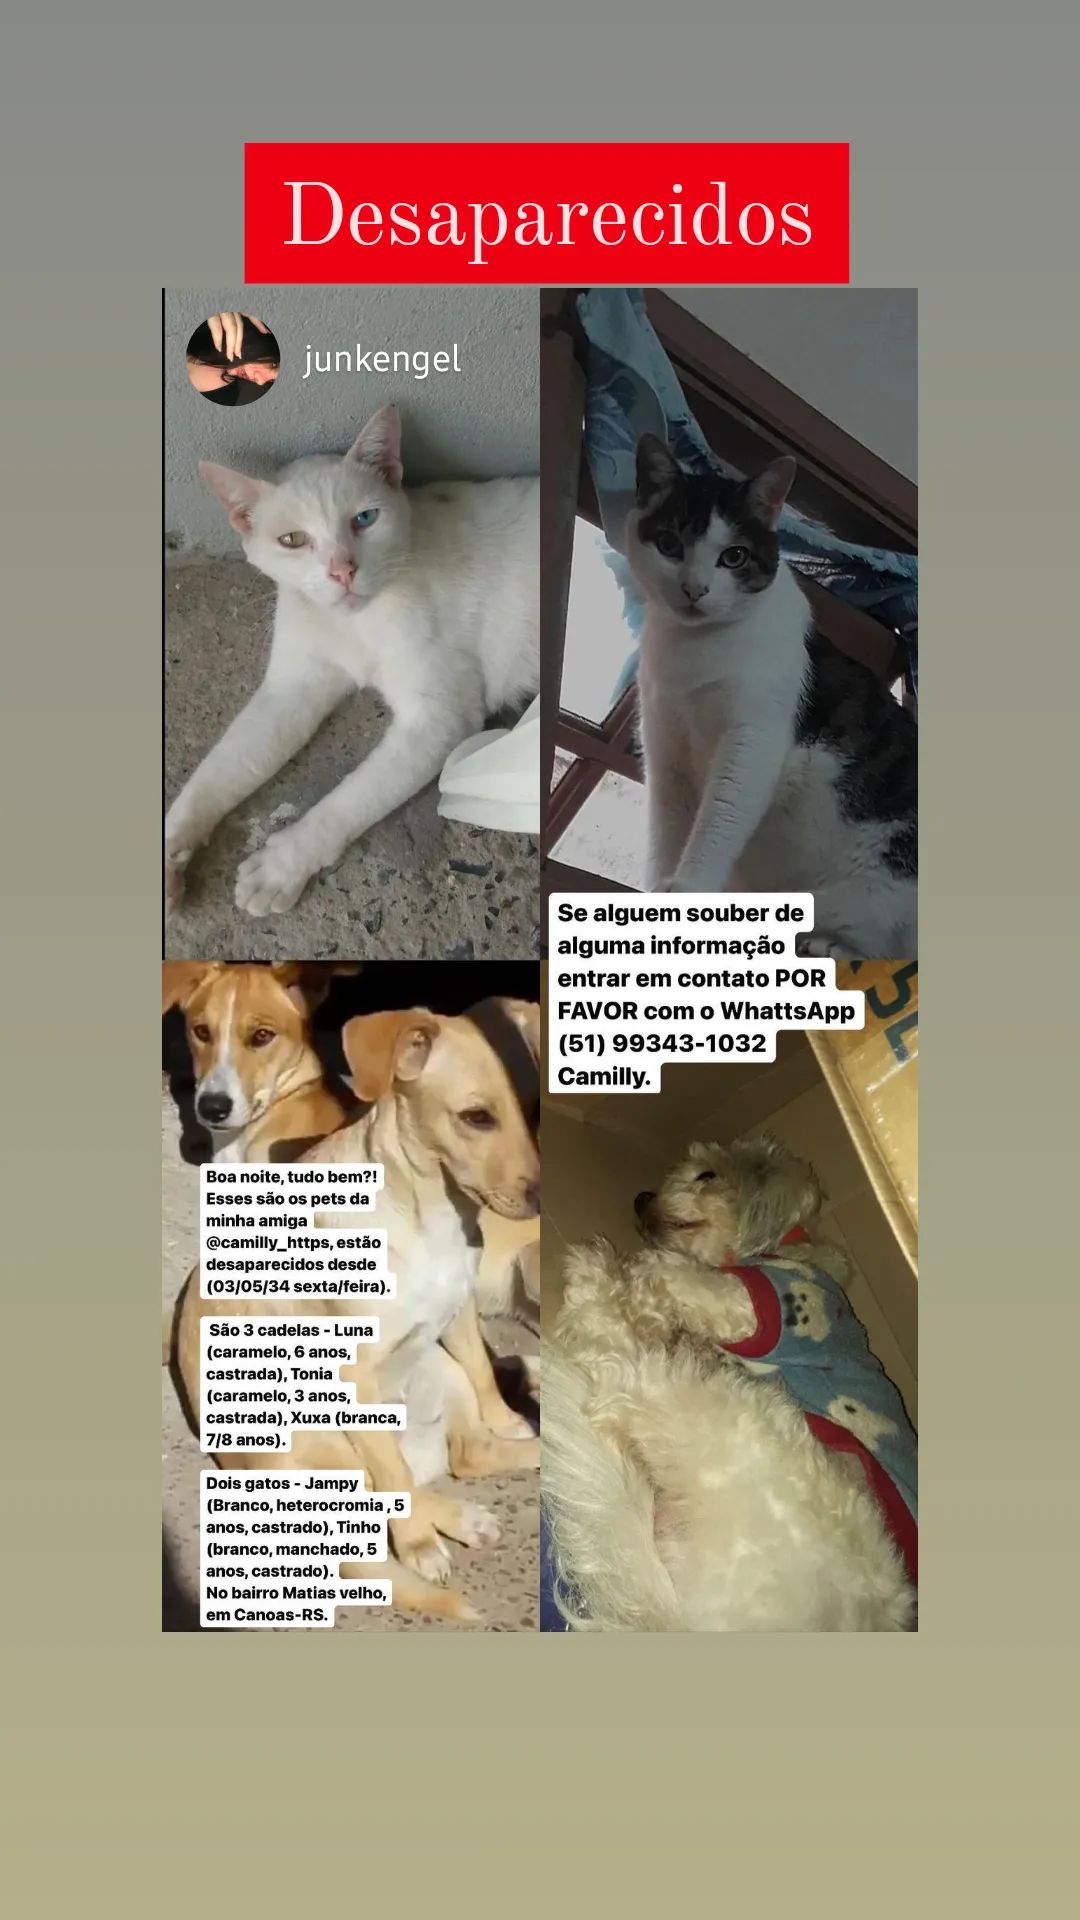 Desaparecidos
junkengel
Se alguem souber de
alguma informação
entrar em contato POR
FAVOR com o WhattsApp
(51) 99343-1032
Camilly.
Boa noite, tudo bem?!
Esses são os pets da
minha amiga
@camilly_https, estão
desaparecidos desde
(03/05/34 sexta/feira).
São 3 cadelas - Luna
(caramelo, 6 anos,
castrada), Tonia
(caramelo, 3 anos,
castrada), Xuxa (branca,
7/8 anos).
Dois gatos - Jampy
(Branco, heterocromia , 5
anos, castrado), Tinho
(branco, manchado, 5
anos, castrado).
No bairro Matias velho,
em Canoas-RS.